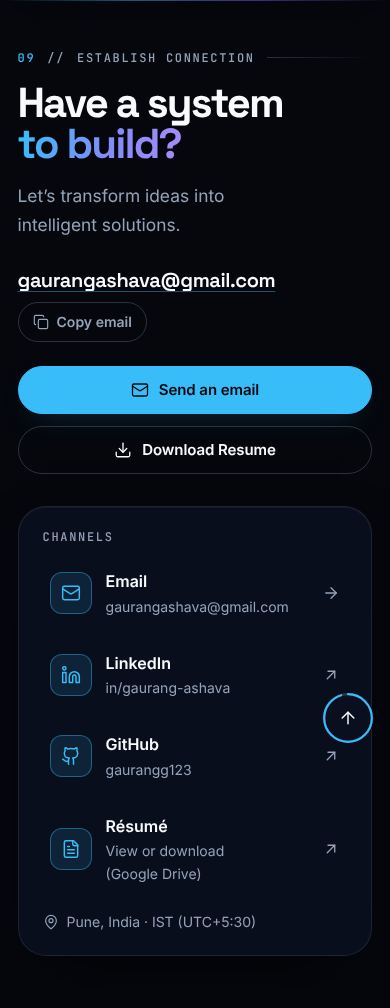 09 // ESTABLISH CONNECTION
Have a system
to build?
Let’s transform ideas into
intelligent solutions.
gaurangashava@gmail.com
Copy email
Send an email
Download Resume
CHANNELS
Email
gaurangashava@gmail.com
LinkedIn
in/gaurang-ashava
GitHub
gaurangg123
Résumé
View or download
(Google Drive)
Pune, India · IST (UTC+5:30)